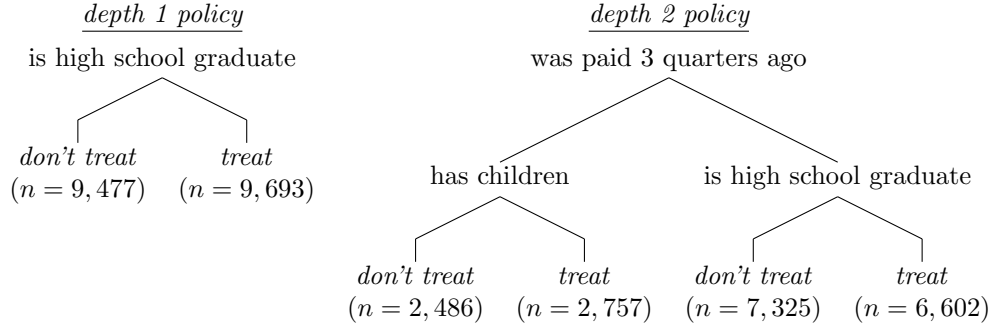 depth 1 policy
is high school graduate
don't treat
(n = 9, 477)
treat
(n = 9, 693)
depth 2 policy
was paid 3 quarters ago
has children
is high school graduate
don't treat
(n = 2, 486)
treat
(n = 2, 757)
don't treat
(n = 7, 325)
treat
(n = 6, 602)